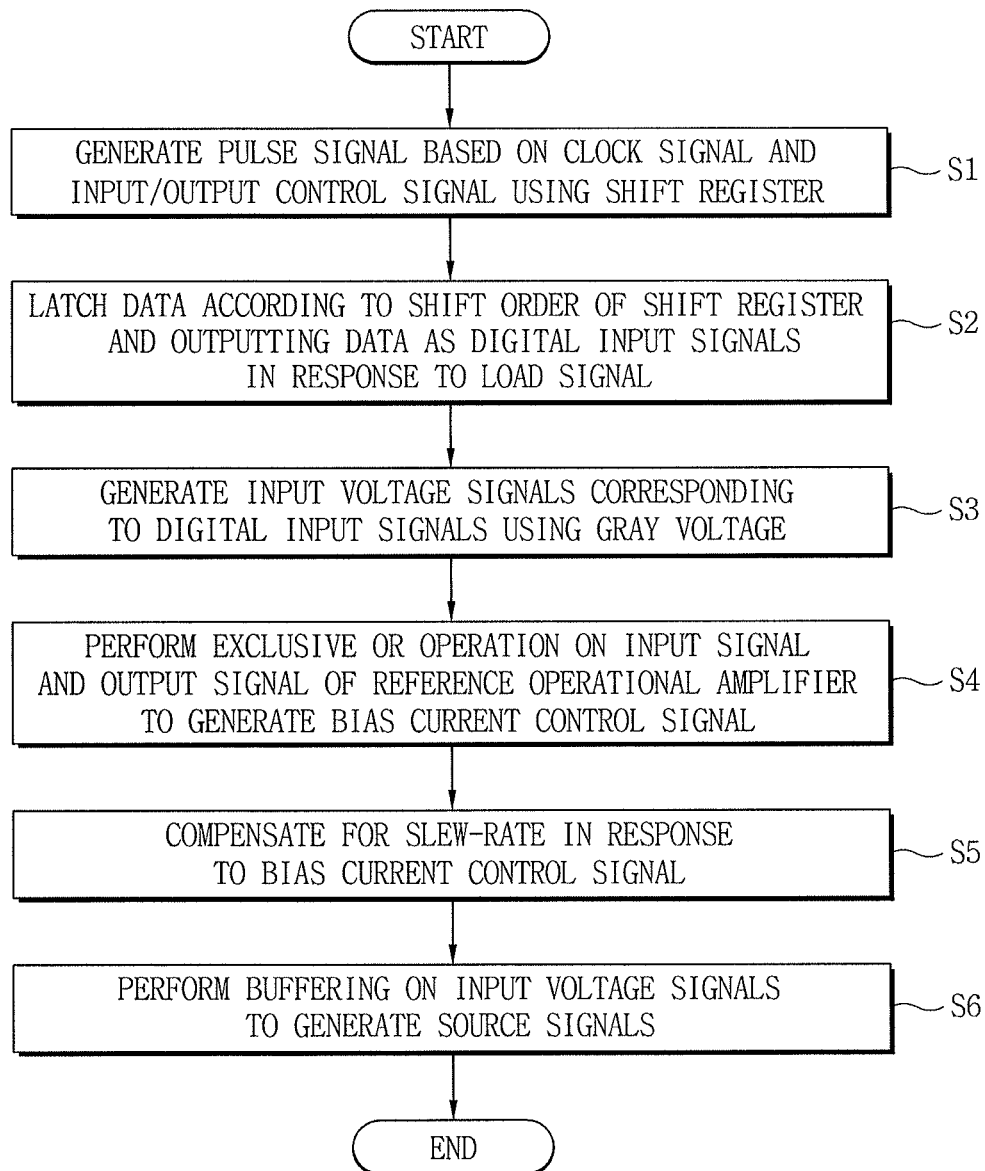 START
GENERATE PULSE SIGNAL BASED ON CLOCK SIGNAL AND
INPUT/OUTPUT CONTROL SIGNAL USING SHIFT REGISTER
S1
LATCH DATA ACCORDING TO SHIFT ORDER OF SHIFT REGISTER
AND OUTPUTTING DATA AS DIGITAL INPUT SIGNALS
IN RESPONSE TO LOAD SIGNAL
S2
GENERATE INPUT VOLTAGE SIGNALS CORRESPONDING
TO DIGITAL INPUT SIGNALS USING GRAY VOLTAGE
S3
PERFORM EXCLUSIVE OR OPERATION ON INPUT SIGNAL
AND OUTPUT SIGNAL OF REFERENCE OPERATIONAL AMPLIFIER
TO GENERATE BIAS CURRENT CONTROL SIGNAL
S4
COMPENSATE FOR SLEW-RATE IN RESPONSE
TO BIAS CURRENT CONTROL SIGNAL
S5
PERFORM BUFFERING ON INPUT VOLTAGE SIGNALS
TO GENERATE SOURCE SIGNALS
S6
END